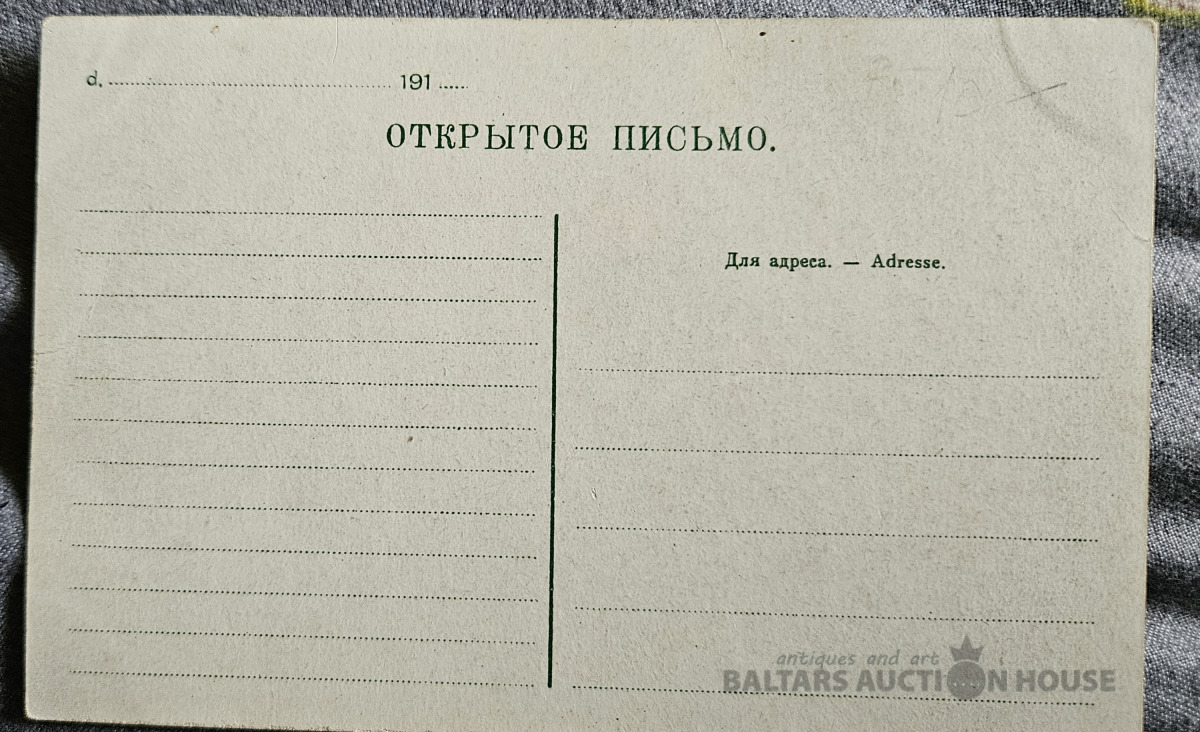 d. ........................................ 191 ......
ОТКРЫТОЕ ПИСЬМО.
Для адреса. — Adresse.
antiques and art
BALTARS AUCTION HOUSE